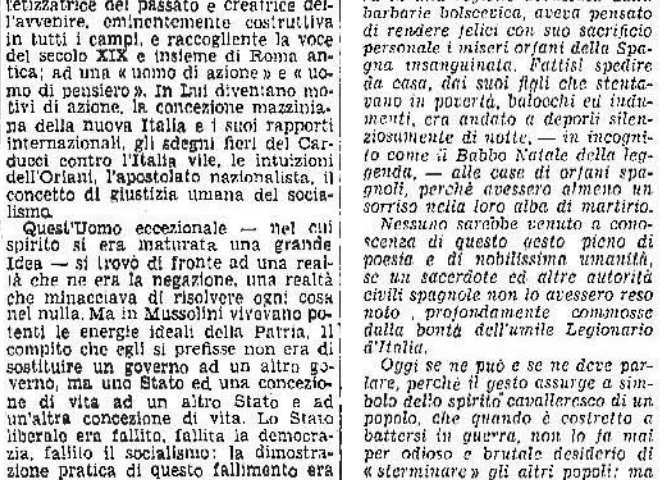 tetizzatrice del passato e creatrice del-
l'avvenire, eminentemente costruttiva
in tutti i campi, e raccogliente la voce
del secolo XIX e insieme di Roma an-
tica; ad una « uomo di azione » e « uo-
mo di pensiero ». In Lui diventano mo-
tivi di azione, la concezione mazzinia-
na della nuova Italia e i suoi rapporti
internazionali, gli sdegni fieri del Car-
ducci contro l'Italia vile, le intuizioni
dell'Oriani, l'apostolato nazionalista, il
concetto di giustizia umana del socia-
lismo.
Quest'Uomo eccezionale — nel cui
spirito si era maturata una grande
Idea — si trovò di fronte ad una real-
tà che ne era la negazione, una realtà
che minacciava di risolvere ogni cosa
nel nulla. Ma in Mussolini vivevano po-
tenti le energie ideali della Patria. Il
compito che egli si prefisse non era di
sostituire un governo ad un altro go-
verno, ma uno Stato ed una concezio-
ne di vita ad un altro Stato e ad
un'altra concezione di vita. Lo Stato
liberale era fallito, fallita la democra-
zia, fallito il socialismo: la dimostra-
zione pratica di questo fallimento era
barbarie bolscevica, aveva pensato
di rendere felici con suo sacrificio
personale i miseri orfani della Spa-
gna insanguinata. Fattisi spedire
da casa, dai suoi figli che stenta-
vano in povertà, balocchi ed indu-
menti, era andato a deporli silen-
ziosamente di notte, — in incogni-
to come il Babbo Natale della leg-
genda, — alle case di orfani spa-
gnoli, perchè avessero almeno un
sorriso nella loro alba di martirio.
Nessuno sarebbe venuto a cono-
scenza di questo gesto pieno di
poesia e di nobilissima umanità,
se un sacerdote ed altre autorità
civili spagnole non lo avessero reso
noto , profondamente commosse
dalla bontà dell'umile Legionario
d'Italia.
Oggi se ne può e se ne deve par-
lare, perchè il gesto assurge a sim-
bolo dello spirito cavalleresco di un
popolo, che quando è costretto a
battersi in guerra, non lo fa mai
per odioso e brutale desiderio di
« sterminare » gli altri popoli; ma